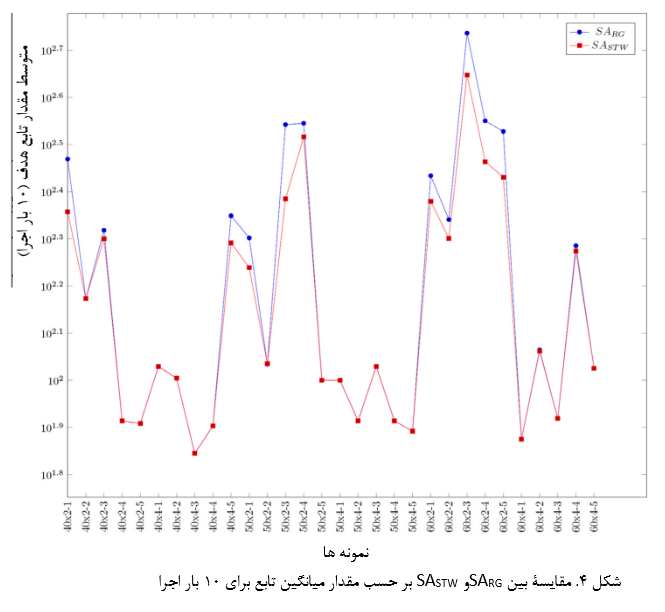 SA_RG
SA_STW
متوسط مقدار تابع هدف (۱۰ بار اجرا)
10^2.7
10^2.6
10^2.5
10^2.4
10^2.3
10^2.2
10^2.1
10^2
10^1.9
10^1.8
40x2-1
40x2-2
40x2-3
40x2-4
40x2-5
40x4-1
40x4-2
40x4-3
40x4-4
40x4-5
50x2-1
50x2-2
50x2-3
50x2-4
50x2-5
50x4-1
50x4-2
50x4-3
50x4-4
50x4-5
60x2-1
60x2-2
60x2-3
60x2-4
60x2-5
60x4-1
60x4-2
60x4-3
60x4-4
60x4-5
نمونه ها
شکل ۴. مقایسۀ بین SARGو SASTW بر حسب مقدار میانگین تابع برای ۱۰ بار اجرا